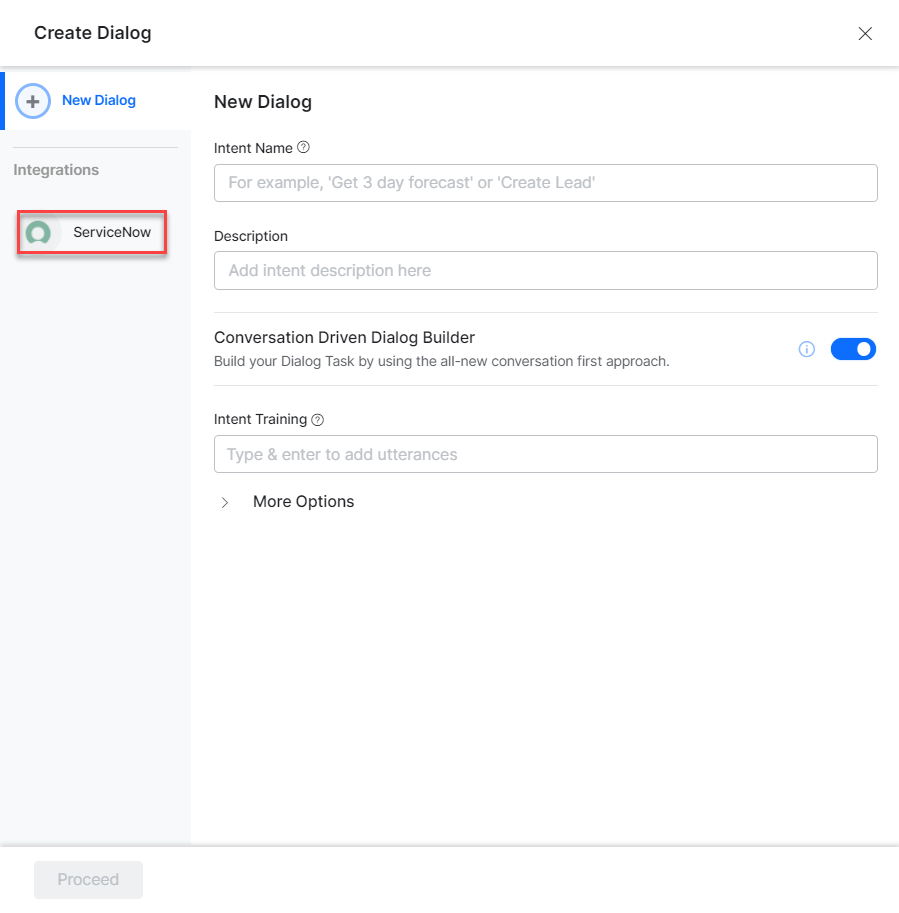 Create Dialog
New Dialog
Integrations
ServiceNow
New Dialog
Intent Name
For example, 'Get 3 day forecast' or 'Create Lead'
Description
Add intent description here
Conversation Driven Dialog Builder
Build your Dialog Task by using the all-new conversation first approach.
Intent Training
Type & enter to add utterances
More Options
Proceed